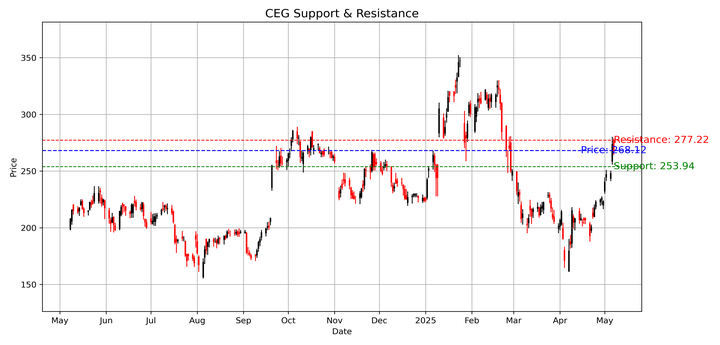 CEG Support & Resistance
350
300
250
200
150
Price
Resistance: 277.22
Price: 268.12
Support: 253.94
May Jun Jul Aug Sep Oct Nov Dec 2025 Feb Mar Apr May
Date